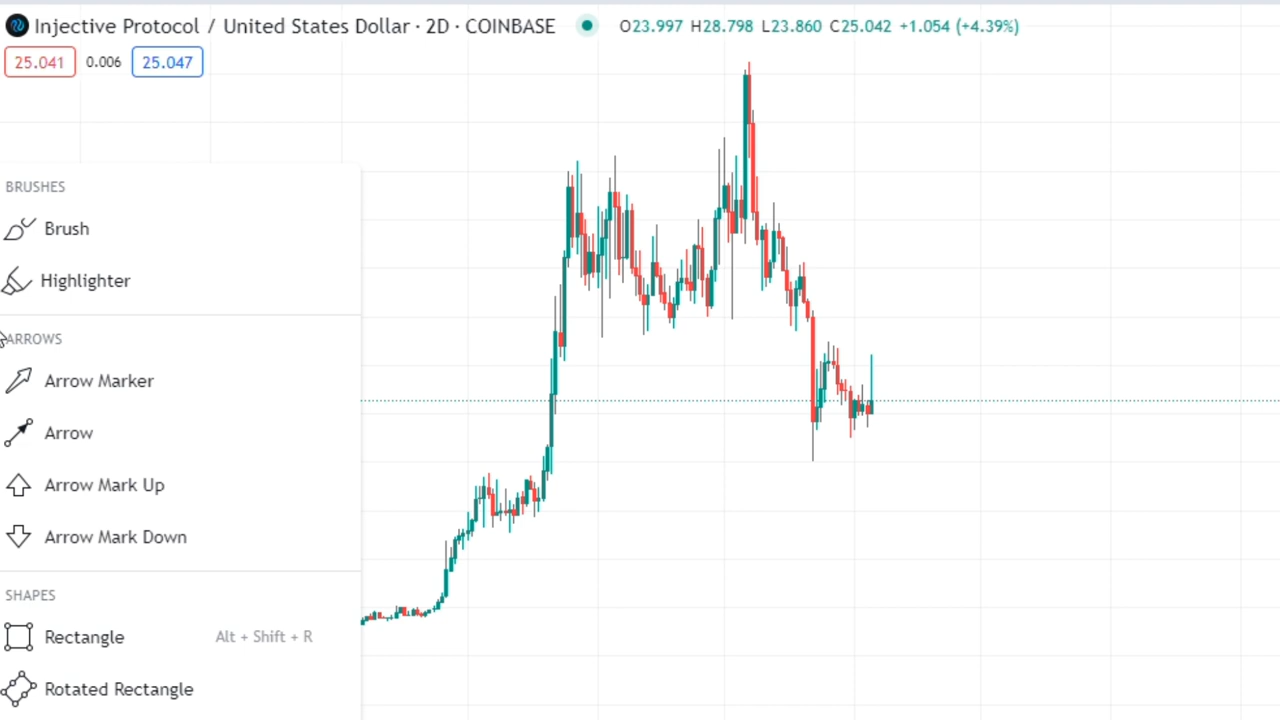 Injective Protocol / United States Dollar · 2D · COINBASE O23.997 H28.798 L23.860 C25.042 +1.054 (+4.39%)
25.041 0.006 25.047
BRUSHES
Brush
Highlighter
ARROWS
Arrow Marker
Arrow
Arrow Mark Up
Arrow Mark Down
SHAPES
Rectangle Alt + Shift + R
Rotated Rectangle